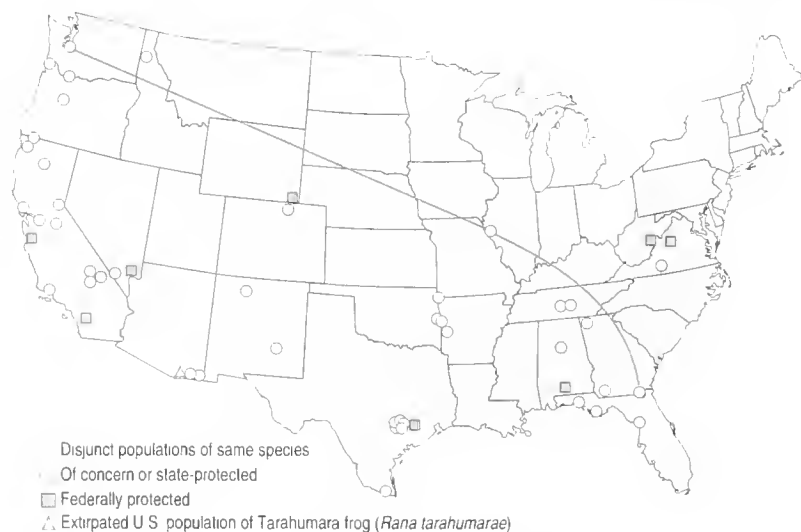 Disjunct populations of same species
Of concern or state-protected
Federally protected
Extirpated U S population of Tarahumara frog (Rana tarahumarae)